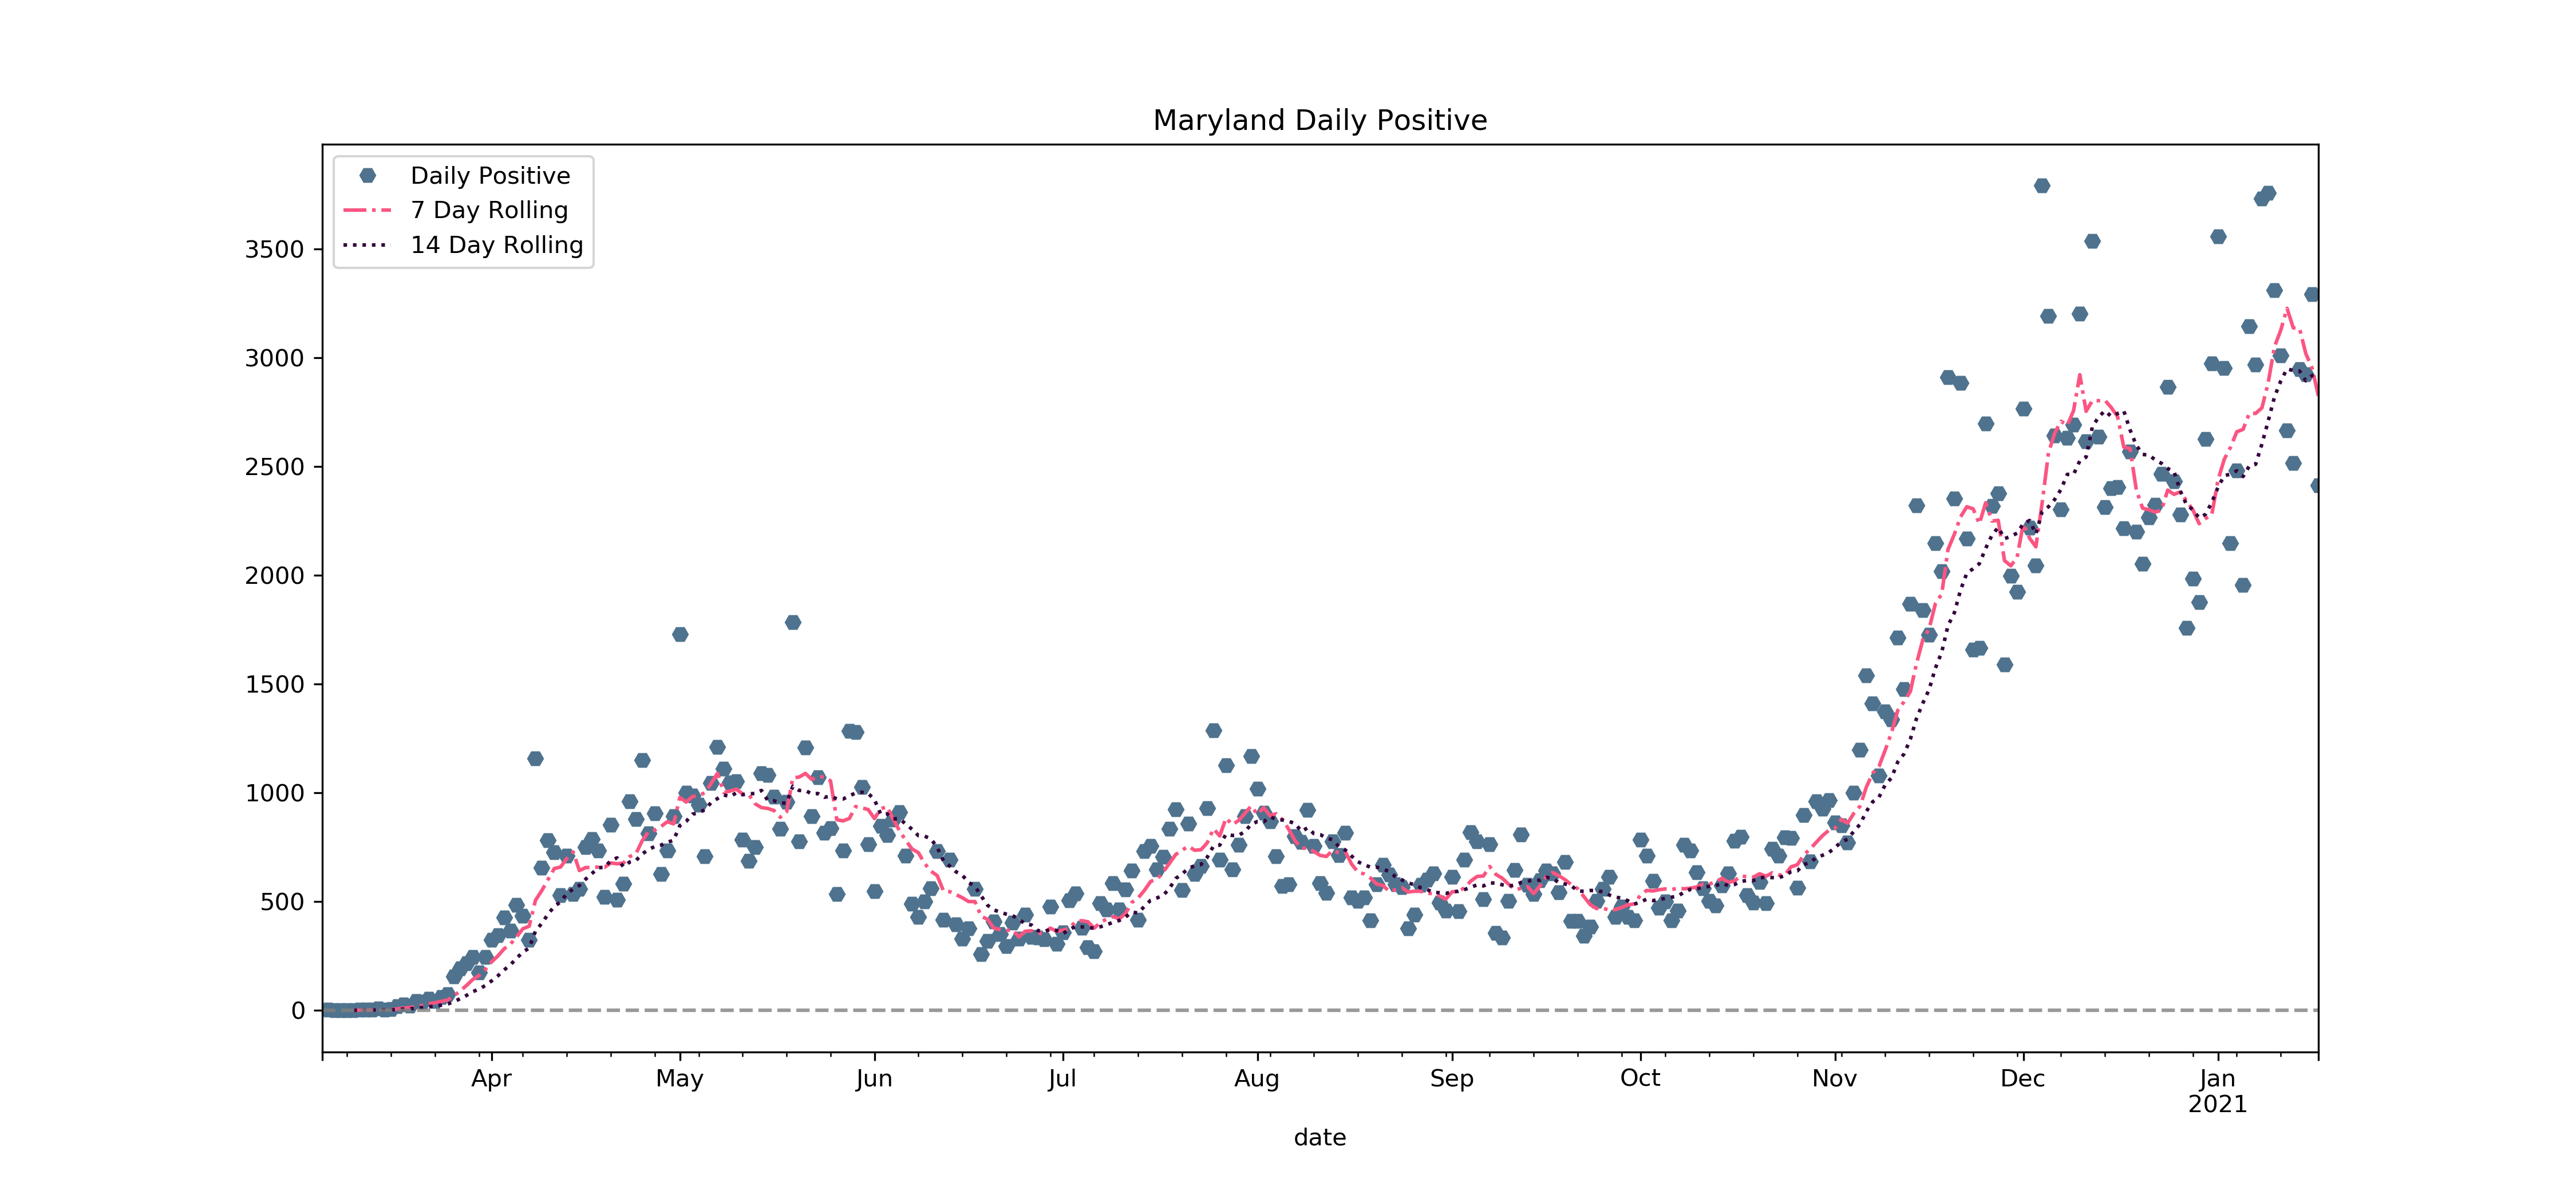 Maryland Daily Positive
Daily Positive
7 Day Rolling
14 Day Rolling
3500
3000
2500
2000
1500
1000
500
0
Apr May Jun Jul Aug Sep Oct Nov Dec Jan
2021
date